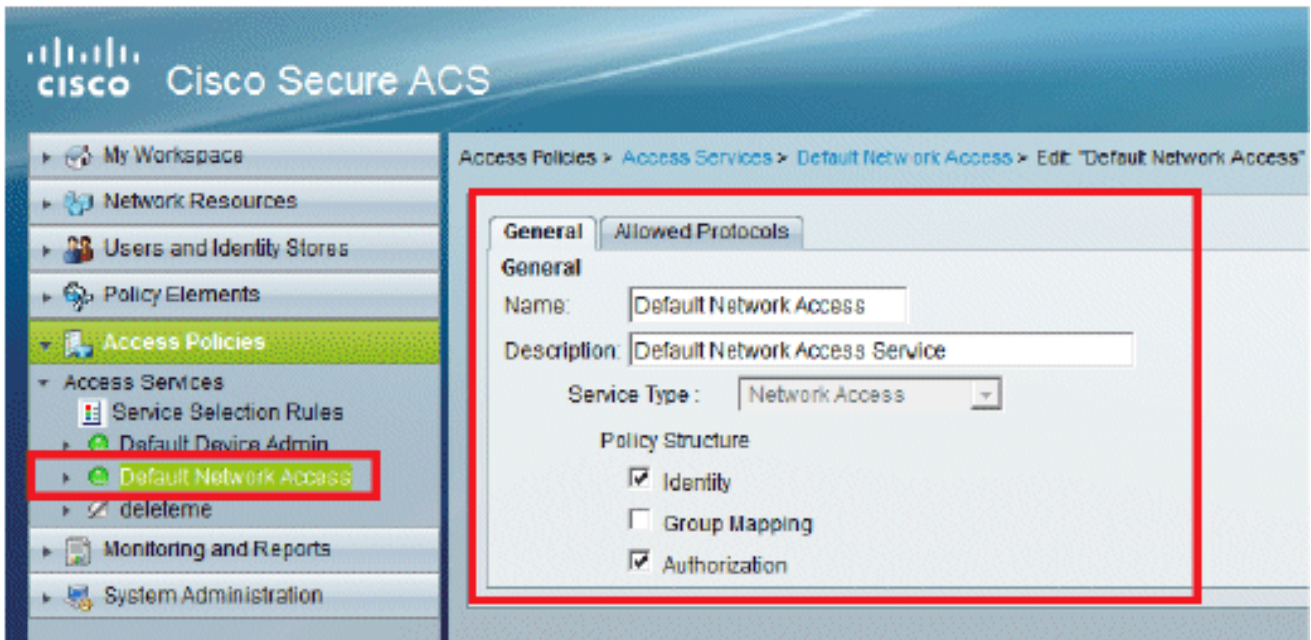 CISCO Cisco Secure ACS
My Workspace
Network Resources
Users and Identity Stores
Policy Elements
Access Policies
Access Services
Service Selection Rules
Default Device Admin
Default Network Access
deleteme
Monitoring and Reports
System Administration
Access Policies > Access Services > Default Network Access > Edit: "Default Network Access"
General Allowed Protocols
General
Name: Default Network Access
Description: Default Network Access Service
Service Type : Network Access
Policy Structure
Identity
Group Mapping
Authorization